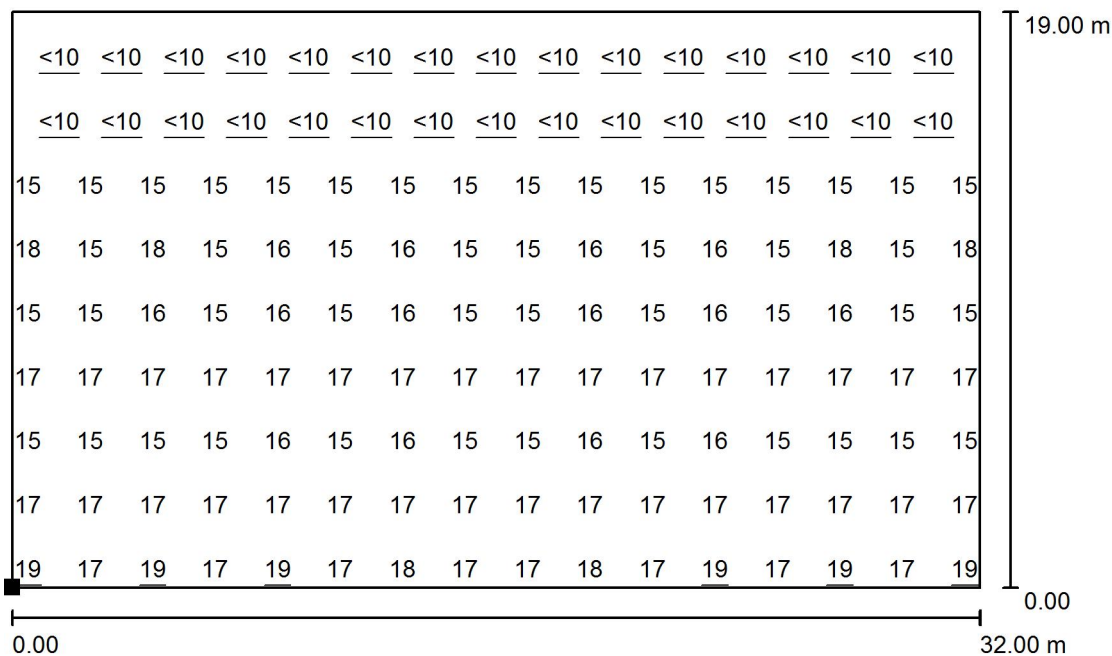 19.00 m
<10 <10 <10 <10 <10 <10 <10 <10 <10 <10 <10 <10 <10 <10 <10
<10 <10 <10 <10 <10 <10 <10 <10 <10 <10 <10 <10 <10 <10 <10
15 15 15 15 15 15 15 15 15 15 15 15 15 15 15 15
18 15 18 15 16 15 16 15 15 16 15 16 15 18 15 18
15 15 16 15 16 15 16 15 15 16 15 16 15 16 15 15
17 17 17 17 17 17 17 17 17 17 17 17 17 17 17 17
15 15 15 15 16 15 16 15 15 16 15 16 15 15 15 15
17 17 17 17 17 17 17 17 17 17 17 17 17 17 17 17
19 17 19 17 19 17 18 17 17 18 17 19 17 19 17 19
0.00
0.00 32.00 m